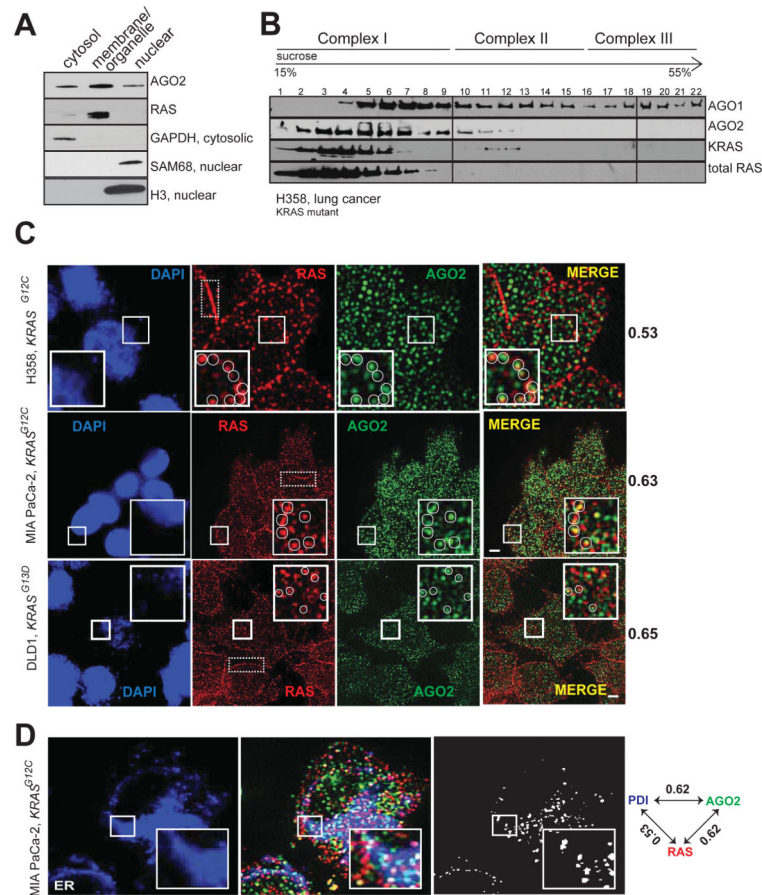 A
cytosol
membrane/
organelle
nuclear
AGO2
RAS
GAPDH, cytosolic
SAM68, nuclear
H3, nuclear
B
Complex I Complex II Complex III
sucrose
15% 55%
1 2 3 4 5 6 7 8 9 10 11 12 13 14 15 16 17 18 19 20 21 22
AGO1
AGO2
KRAS
total RAS
H358, lung cancer
KRAS mutant
C
H358, KRAS G12C
DAPI RAS AGO2 MERGE
0.53
MIA PaCa-2, KRAS G12C
DAPI RAS AGO2 MERGE
0.63
DLD1, KRAS G13D
DAPI RAS AGO2 MERGE
0.65
D
MIA PaCa-2, KRAS G12C
ER
PDI 0.62 AGO2
0.53 0.62
RAS